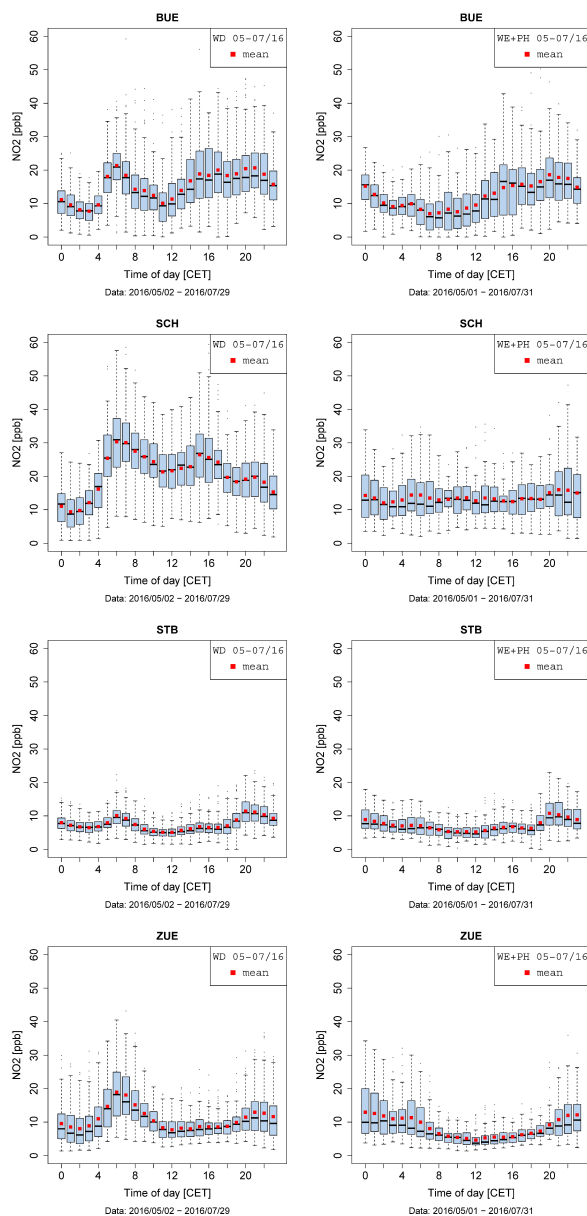 BUE
WD 05-07/16
mean
NO2 [ppb]
60
50
40
30
20
10
0
0 4 8 12 16 20
Time of day [CET]
Data: 2016/05/02 − 2016/07/29
BUE
WE+PH 05-07/16
mean
NO2 [ppb]
60
50
40
30
20
10
0
0 4 8 12 16 20
Time of day [CET]
Data: 2016/05/01 − 2016/07/31
SCH
WD 05-07/16
mean
NO2 [ppb]
60
50
40
30
20
10
0
0 4 8 12 16 20
Time of day [CET]
Data: 2016/05/02 − 2016/07/29
SCH
WE+PH 05-07/16
mean
NO2 [ppb]
60
50
40
30
20
10
0
0 4 8 12 16 20
Time of day [CET]
Data: 2016/05/01 − 2016/07/31
STB
WD 05-07/16
mean
NO2 [ppb]
60
50
40
30
20
10
0
0 4 8 12 16 20
Time of day [CET]
Data: 2016/05/02 − 2016/07/29
STB
WE+PH 05-07/16
mean
NO2 [ppb]
60
50
40
30
20
10
0
0 4 8 12 16 20
Time of day [CET]
Data: 2016/05/01 − 2016/07/31
ZUE
WD 05-07/16
mean
NO2 [ppb]
60
50
40
30
20
10
0
0 4 8 12 16 20
Time of day [CET]
Data: 2016/05/02 − 2016/07/29
ZUE
WE+PH 05-07/16
mean
NO2 [ppb]
60
50
40
30
20
10
0
0 4 8 12 16 20
Time of day [CET]
Data: 2016/05/01 − 2016/07/31